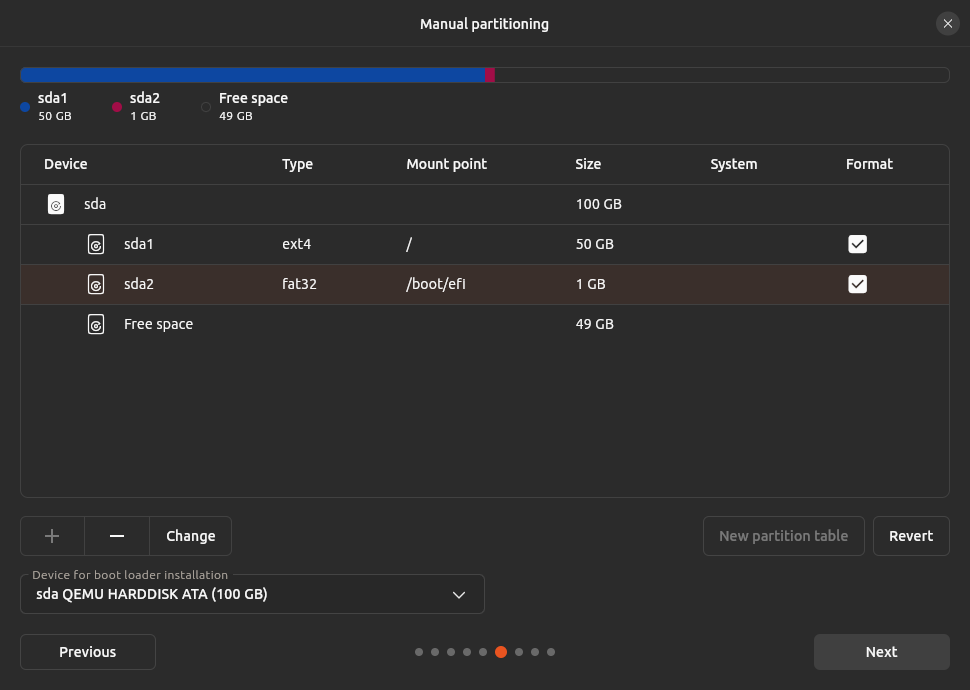 Manual partitioning
sda1
50 GB
sda2
1 GB
Free space
49 GB
Device Type Mount point Size System Format
sda 100 GB
sda1 ext4 / 50 GB
sda2 fat32 /boot/efi 1 GB
Free space 49 GB
Change New partition table Revert
Device for boot loader installation
sda QEMU HARDDISK ATA (100 GB)
Previous Next